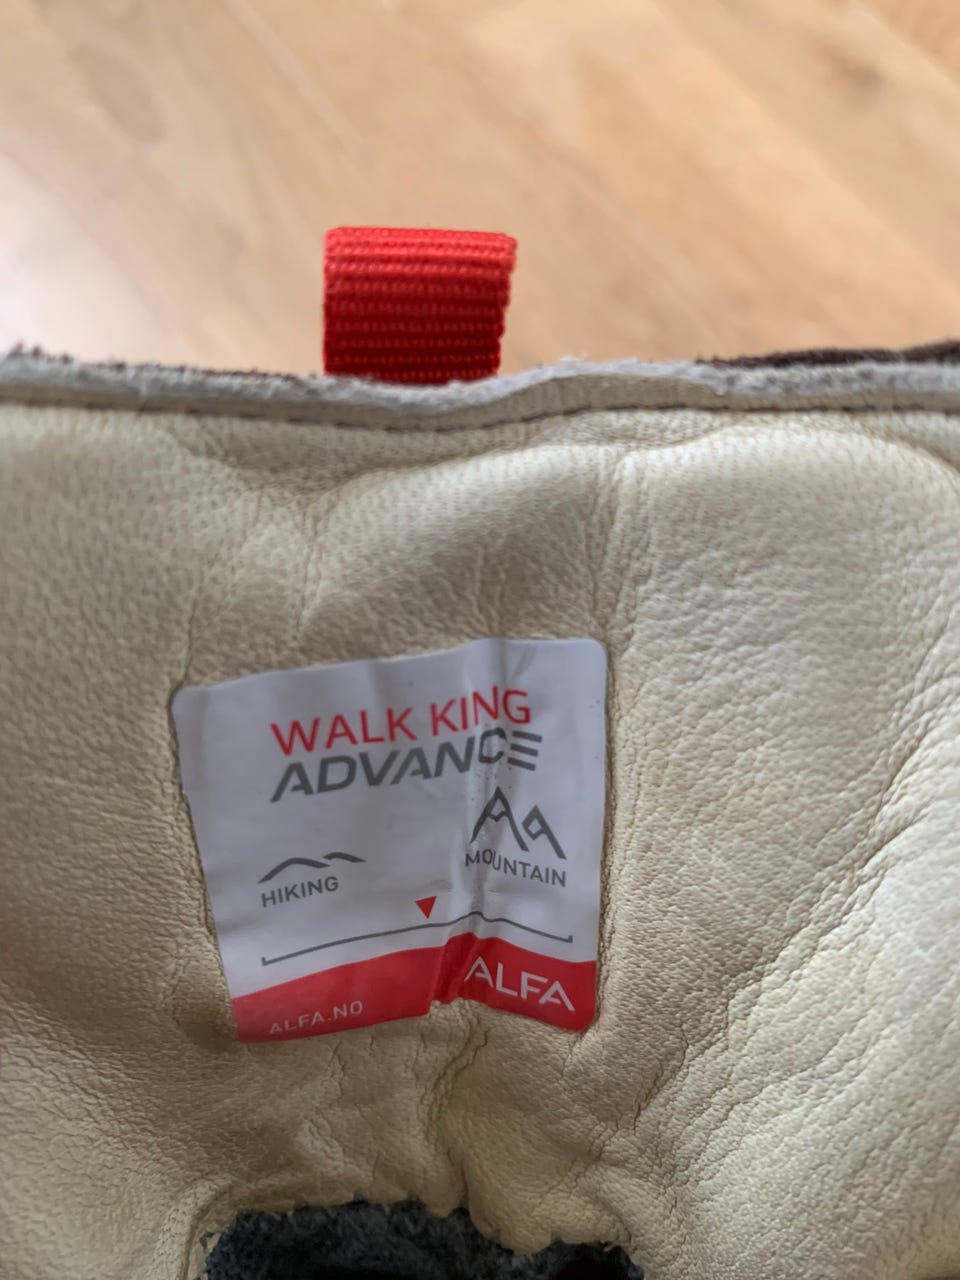 WALK KING
ADVANCE
HIKING
MOUNTAIN
ALFA.NO
ALFA